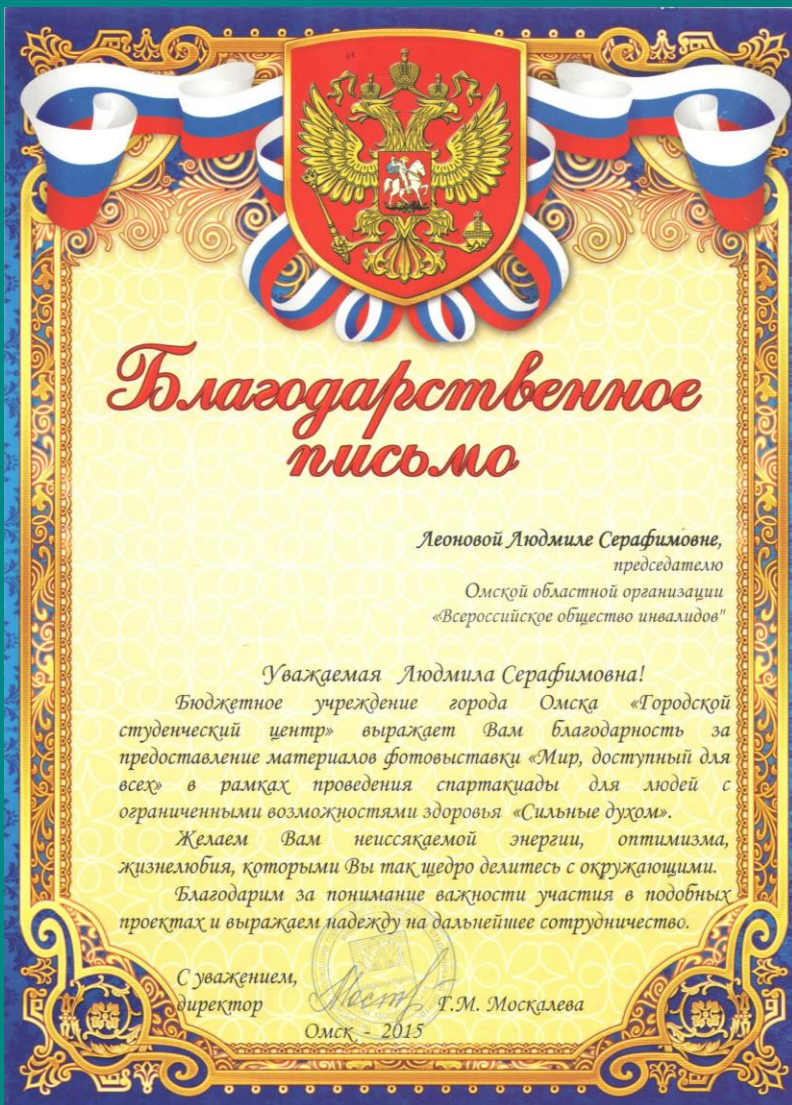 Благодарственное
письмо
Леоновой Людмиле Серафимовне,
председателю
Омской областной организации
«Всероссийское общество инвалидов"
Уважаемая Людмила Серафимовна!
Бюджетное учреждение города Омска «Городской
студенческий центр» выражает Вам благодарность за
предоставление материалов фотовыставки «Мир, доступный для
всех» в рамках проведения спартакиады для людей с
ограниченными возможностями здоровья «Сильные духом».
Желаем Вам неиссякаемой энергии, оптимизма,
жизнелюбия, которыми Вы так щедро делитесь с окружающими.
Благодарим за понимание важности участия в подобных
проектах и выражаем надежду на дальнейшее сотрудничество.
С уважением,
директор Т.М. Москалева
Омск - 2015